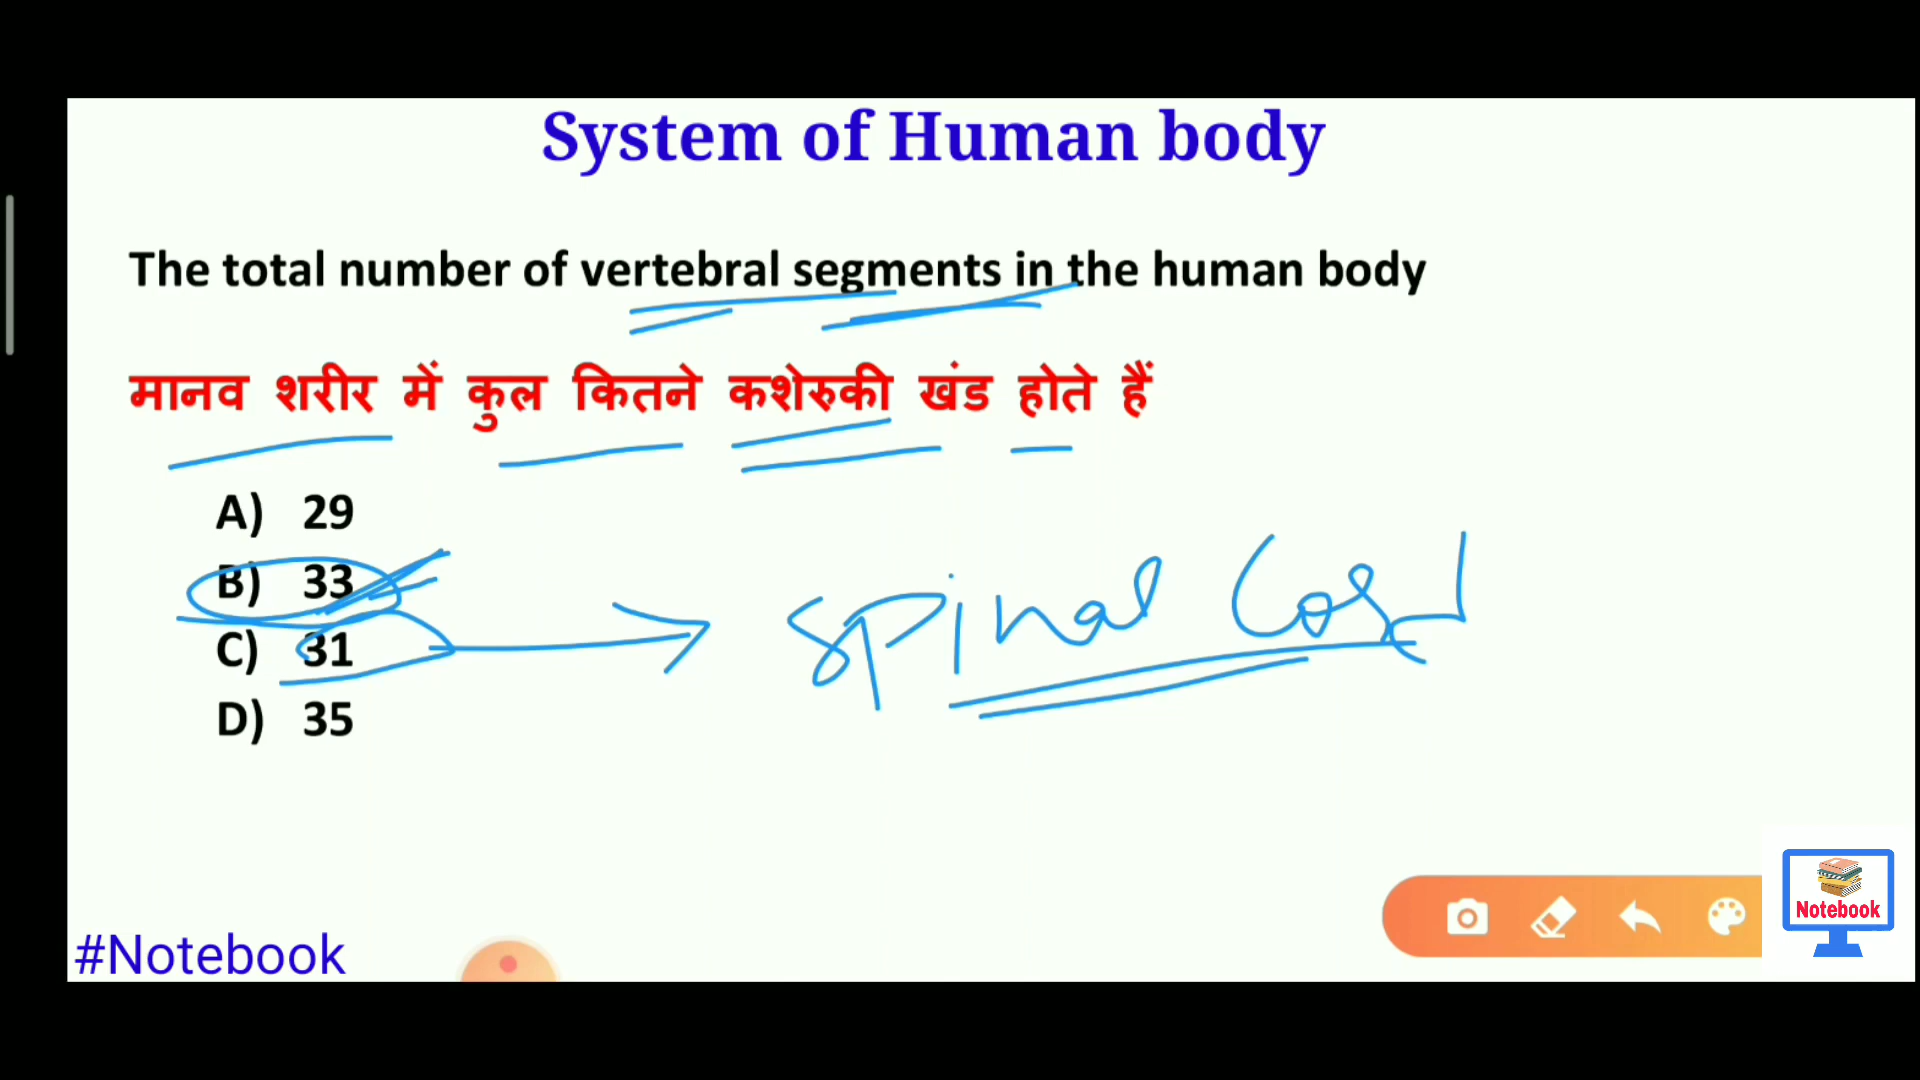 System of Human body
The total number of vertebral segments in the human body
मानव शरीर में कुल कितने कशेरुकी खंड होते हैं
A) 29
B) 33
C) 31
D) 35
Spinal Cord
#Notebook
Notebook